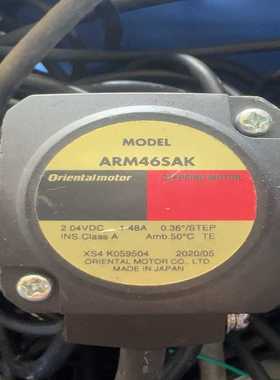 MODEL
ARM46SAK
Orientalmotor STEPPING MOTOR
2.04VDC 1.48A 0.36°/STEP
INS.Class A Amb.50°C TE
XS4 K059504 2020/05
ORIENTAL MOTOR CO., LTD.
MADE IN JAPAN